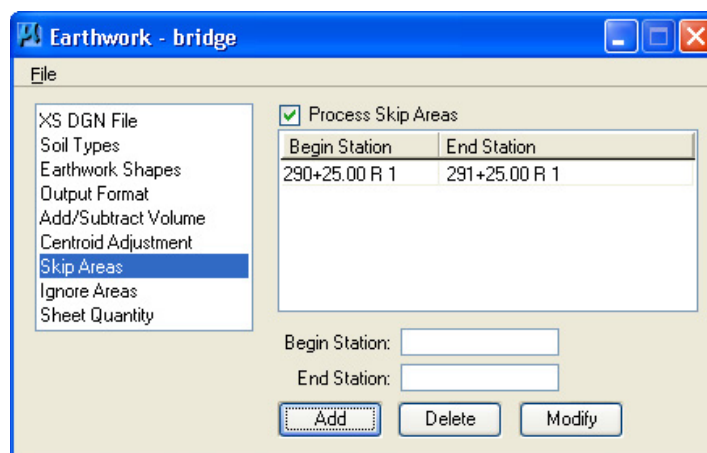 Earthwork - bridge
File
XS DGN File
Soil Types
Earthwork Shapes
Output Format
Add/Subtract Volume
Centroid Adjustment
Skip Areas
Ignore Areas
Sheet Quantity
Process Skip Areas
Begin Station End Station
290+25.00 R 1 291+25.00 R 1
Begin Station:
End Station:
Add Delete Modify